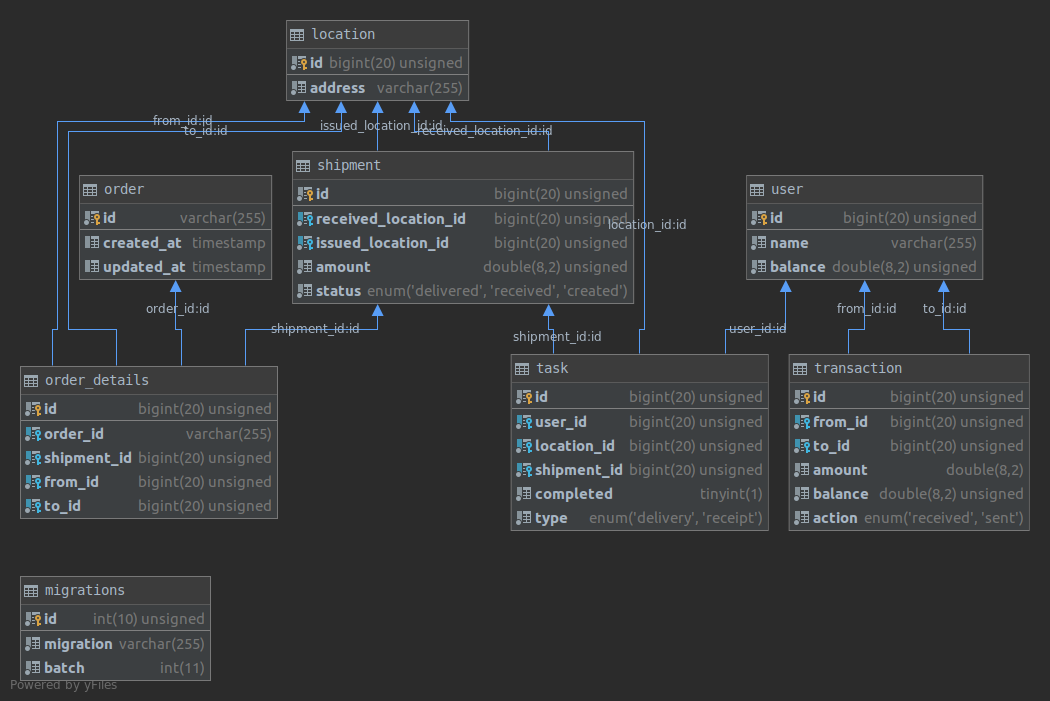 location
id bigint(20) unsigned
address varchar(255)
from_id:id
to_id:id
issued_location_id:id
received_location_id:id
shipment
id bigint(20) unsigned
received_location_id bigint(20) unsigned
issued_location_id bigint(20) unsigned
amount double(8,2) unsigned
status enum('delivered', 'received', 'created')
location_id:id
order
id varchar(255)
created_at timestamp
updated_at timestamp
user
id bigint(20) unsigned
name varchar(255)
balance double(8,2) unsigned
order_id:id
shipment_id:id
shipment_id:id
user_id:id
from_id:id
to_id:id
order_details
id bigint(20) unsigned
order_id varchar(255)
shipment_id bigint(20) unsigned
from_id bigint(20) unsigned
to_id bigint(20) unsigned
task
id bigint(20) unsigned
user_id bigint(20) unsigned
location_id bigint(20) unsigned
shipment_id bigint(20) unsigned
completed tinyint(1)
type enum('delivery', 'receipt')
transaction
id bigint(20) unsigned
from_id bigint(20) unsigned
to_id bigint(20) unsigned
amount double(8,2)
balance double(8,2) unsigned
action enum('received', 'sent')
migrations
id int(10) unsigned
migration varchar(255)
batch int(11)
Powered by yFiles